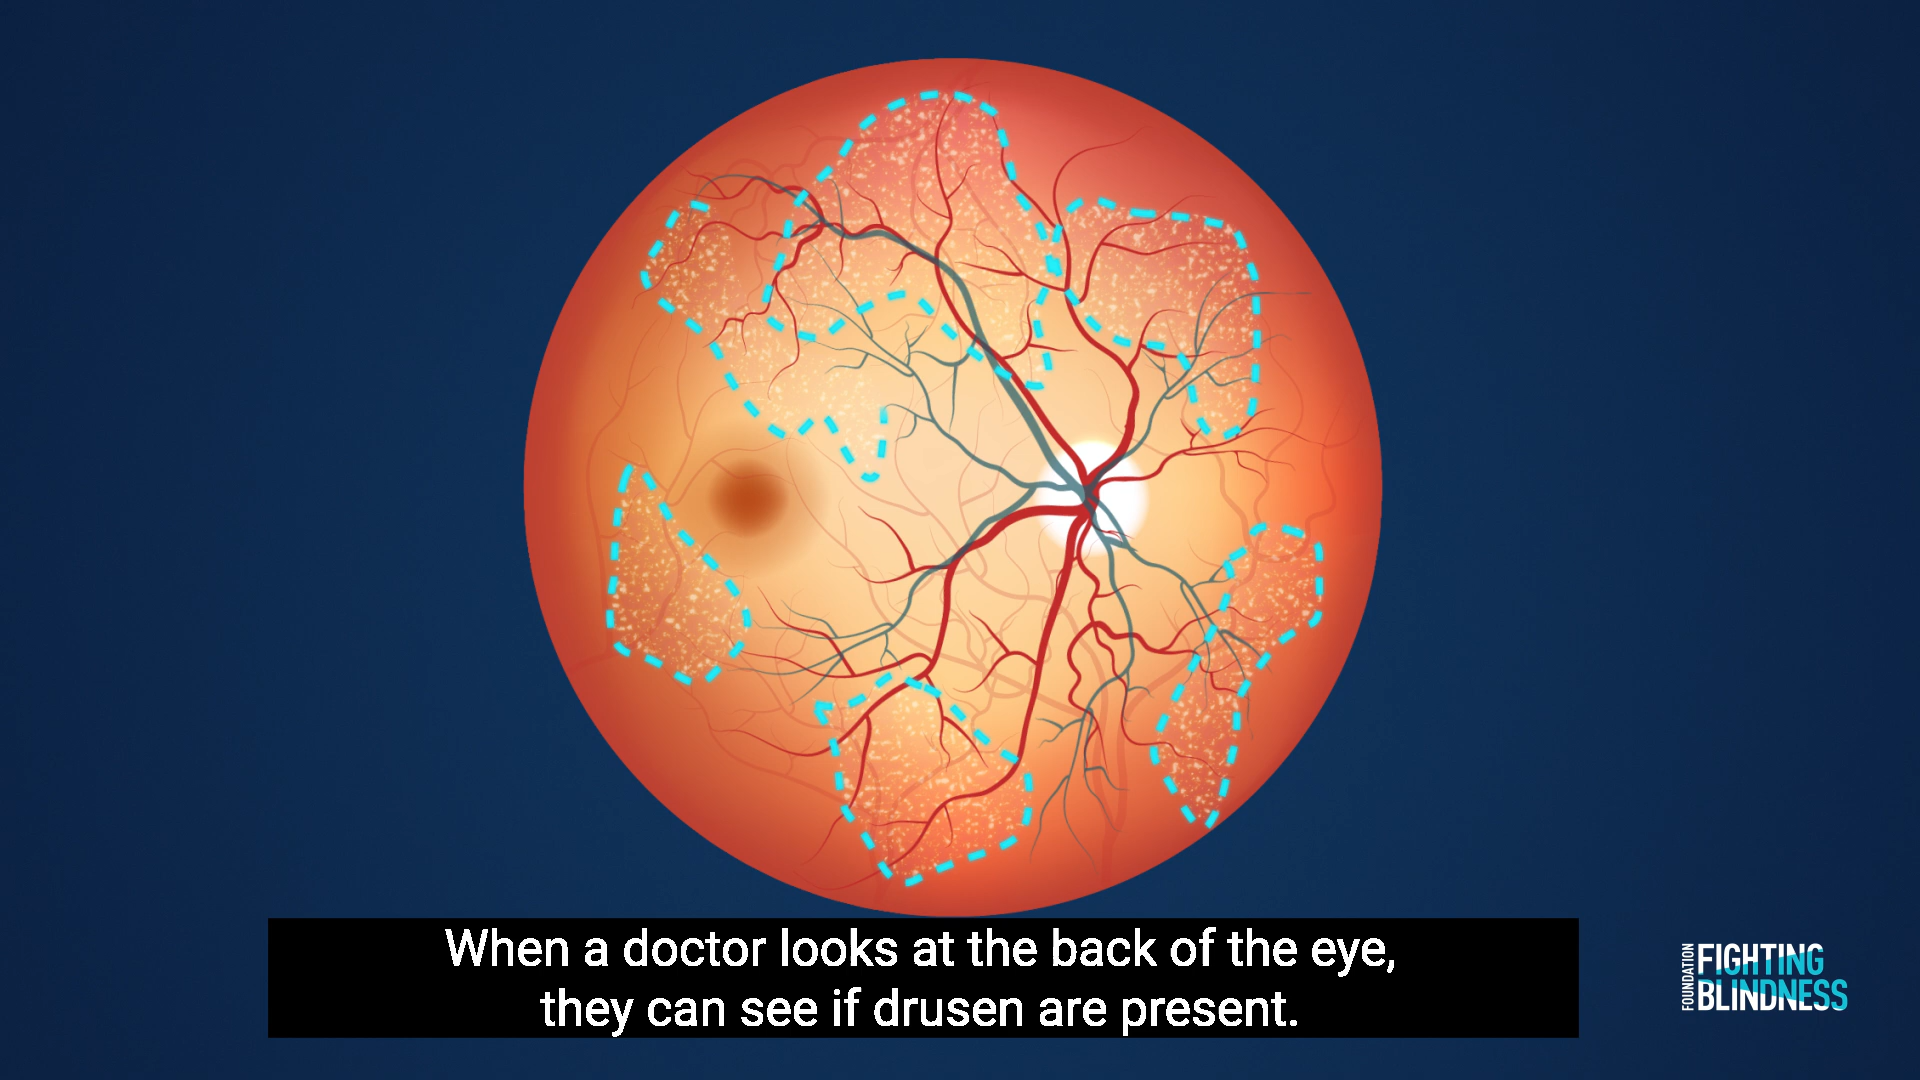 When a doctor looks at the back of the eye,
they can see if drusen are present.
FOUNDATION
FIGHTING
BLINDNESS